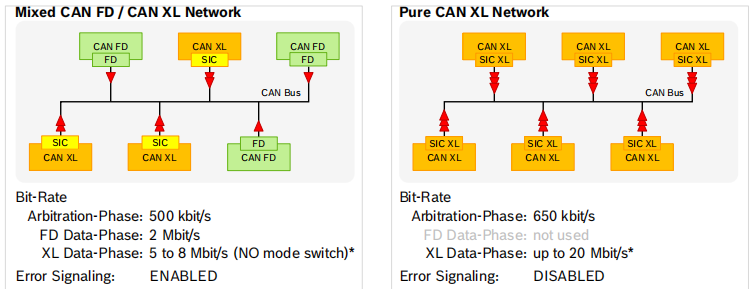 Mixed CAN FD / CAN XL Network
CAN FD
FD
CAN XL
SIC
CAN FD
FD
CAN Bus
SIC
CAN XL
SIC
CAN XL
FD
CAN FD
Bit-Rate
Arbitration-Phase: 500 kbit/s
FD Data-Phase: 2 Mbit/s
XL Data-Phase: 5 to 8 Mbit/s (NO mode switch)*
Error Signaling: ENABLED
Pure CAN XL Network
CAN XL
SIC XL
CAN XL
SIC XL
CAN XL
SIC XL
CAN Bus
SIC XL
CAN XL
SIC XL
CAN XL
SIC XL
CAN XL
Bit-Rate
Arbitration-Phase: 650 kbit/s
FD Data-Phase: not used
XL Data-Phase: up to 20 Mbit/s*
Error Signaling: DISABLED